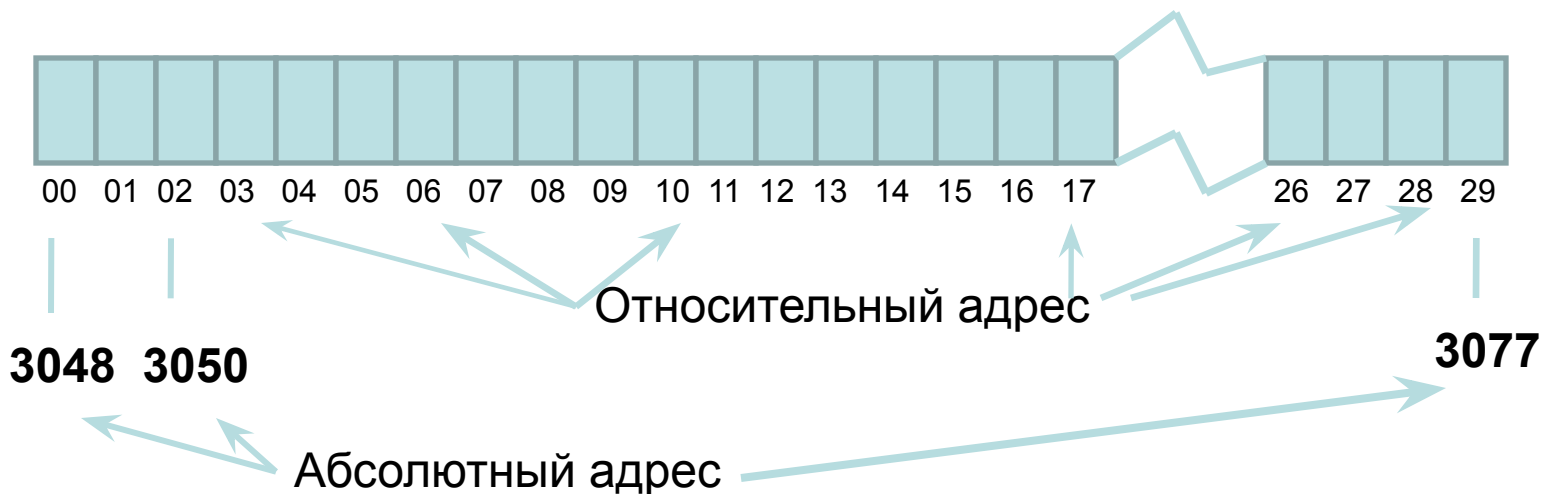 00 01 02 03 04 05 06 07 08 09 10 11 12 13 14 15 16 17 26 27 28 29
Относительный адрес
3048 3050 3077
Абсолютный адрес